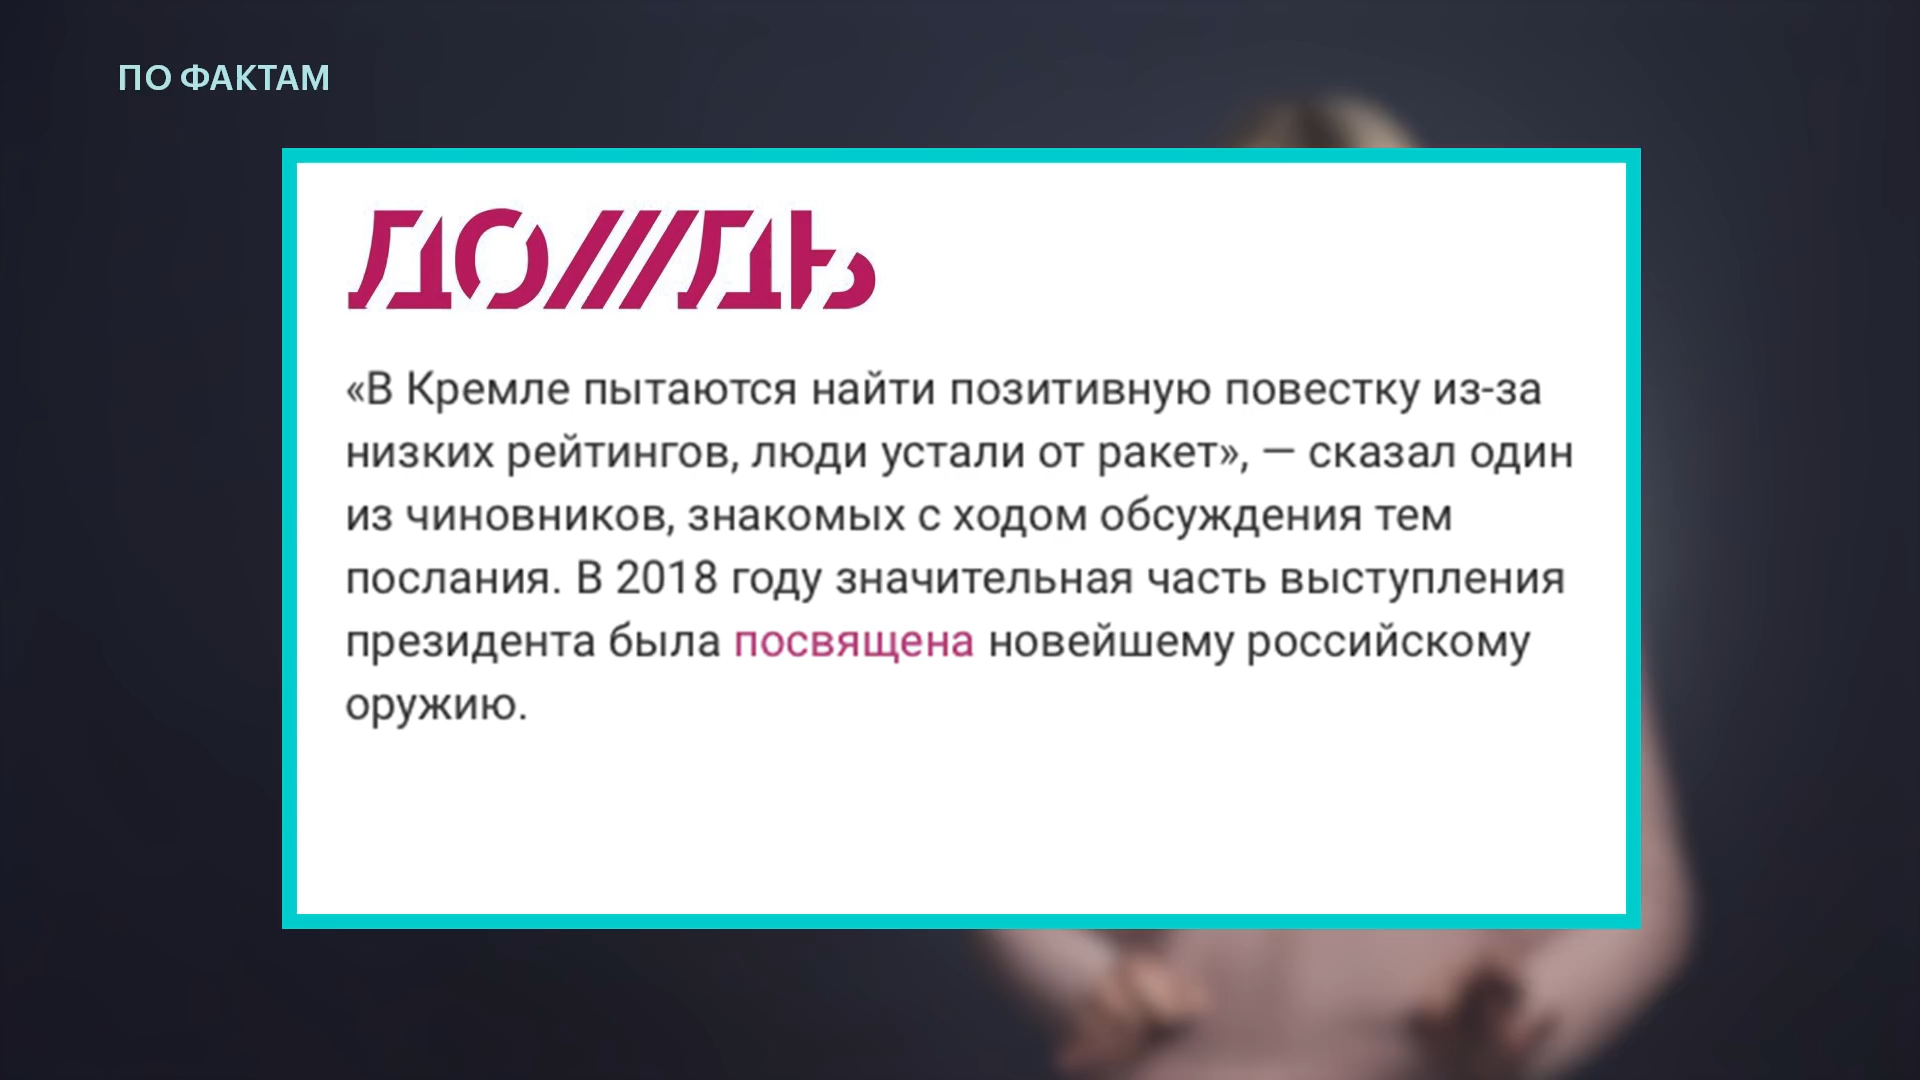 ПО ФАКТАМ
ДОЖДЬ
«В Кремле пытаются найти позитивную повестку из-за
низких рейтингов, люди устали от ракет», — сказал один
из чиновников, знакомых с ходом обсуждения тем
послания. В 2018 году значительная часть выступления
президента была посвящена новейшему российскому
оружию.